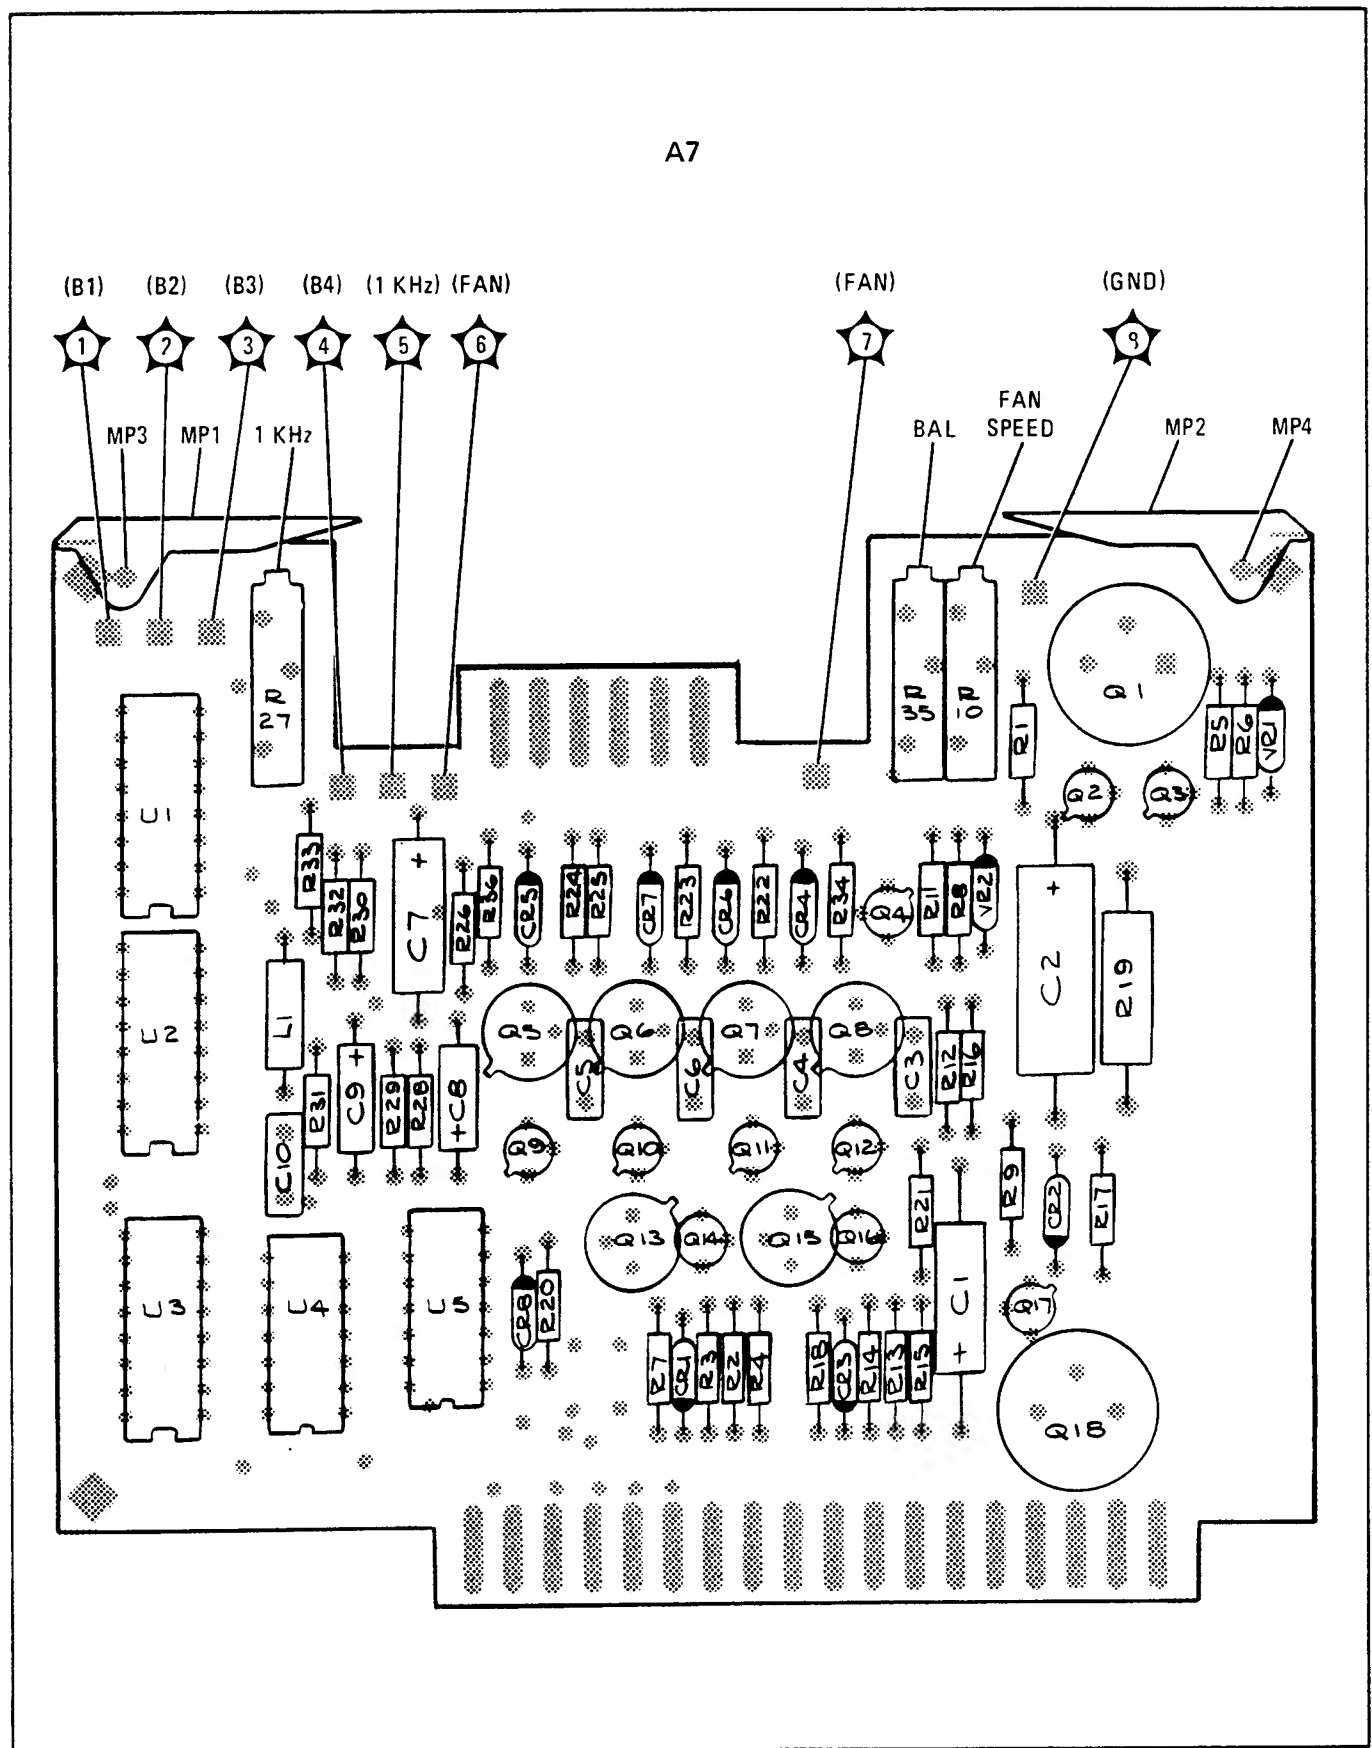 A7
(B1) (B2) (B3) (B4) (1 KHz) (FAN) (FAN) (GND)
1 2 3 4 5 6 7 9
MP3 MP1 1 KHz BAL FAN SPEED MP2 MP4
R27 R35 R10 R1 Q1 R5 R6 VR1
U1 Q2 Q3
R33 R32 R30 C7 R26 R36 CR5 R24 R25 CR7 R23 CR6 R22 CR4 R34 Q4 R11 R8 VR2 C2 R19
U2 L1 Q5 Q6 Q7 Q8
C10 R31 C9 R29 R28 C8 C5 C6 C4 C3 R12 R16
+ + + +
Q9 Q10 Q11 Q12
R21 R9 CR2 R17
Q13 Q14 Q15 Q16
U3 U4 U5 CR8 R20 C1 Q17
+
R7 CR1 R3 R2 R4 R18 CR3 R14 R13 R15
Q18